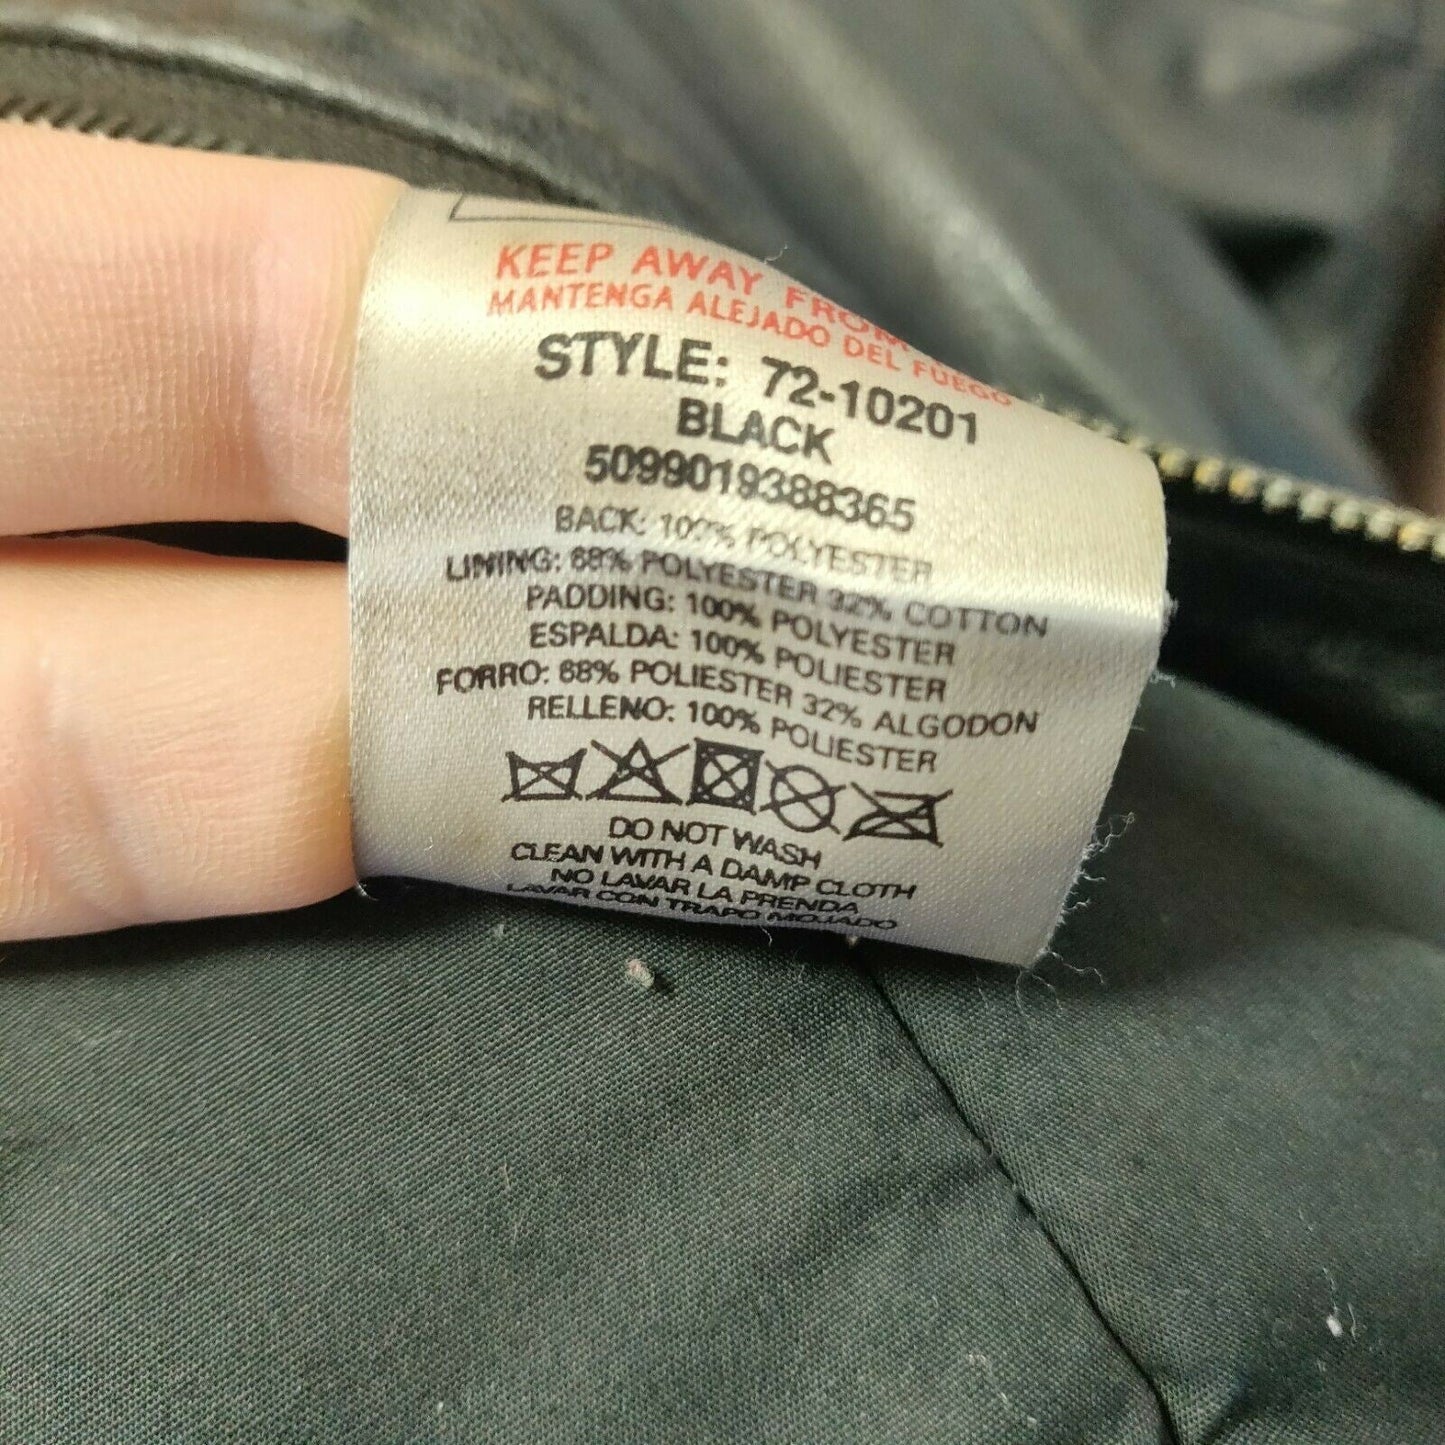 KEEP AWAY FROM
MANTENGA ALEJADO DEL FUEGO
STYLE: 72-10201
BLACK
5099019388365
BACK: 100% POLYESTER
LINING: 68% POLYESTER 32% COTTON
PADDING: 100% POLYESTER
ESPALDA: 100% POLIESTER
FORRO: 68% POLIESTER 32% ALGODON
RELLENO: 100% POLIESTER
DO NOT WASH
CLEAN WITH A DAMP CLOTH
NO LAVAR LA PRENDA
LAVAR CON TRAPO MOJADO